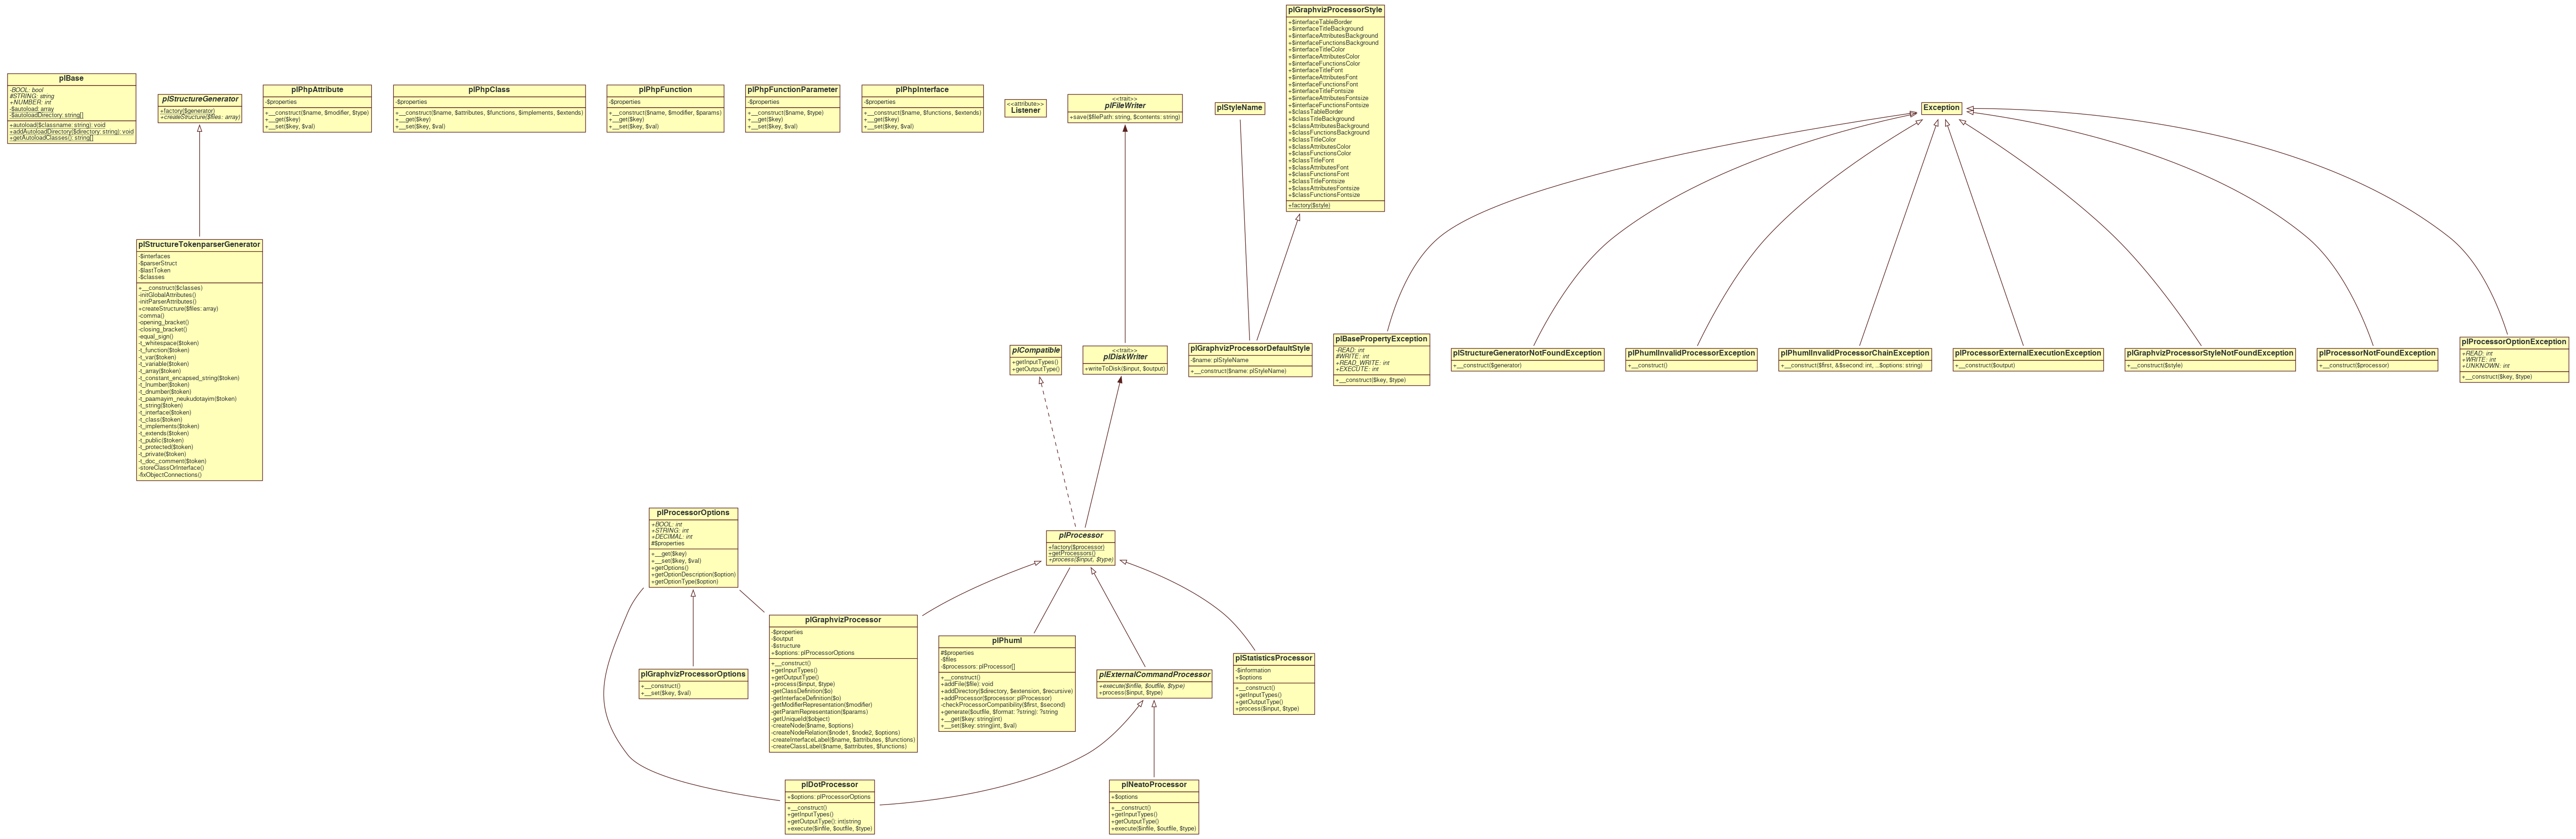 plBase
-BOOL: bool
#STRING: string
+NUMBER: int
-$autoload: array
-$autoloadDirectory: string[]
+autoload($classname: string): void
+addAutoloadDirectory($directory: string): void
+getAutoloadClasses(): string[]
plStructureGenerator
+factory($generator)
+createStructure($files: array)
plPhpAttribute
-$properties
+__construct($name, $modifier, $type)
+__get($key)
+__set($key, $val)
plPhpClass
-$properties
+__construct($name, $attributes, $functions, $implements, $extends)
+__get($key)
+__set($key, $val)
plPhpFunction
-$properties
+__construct($name, $modifier, $params)
+__get($key)
+__set($key, $val)
plPhpFunctionParameter
-$properties
+__construct($name, $type)
+__get($key)
+__set($key, $val)
plPhpInterface
-$properties
+__construct($name, $functions, $extends)
+__get($key)
+__set($key, $val)
<<attribute>>
Listener
<<trait>>
plFileWriter
+save($filePath: string, $contents: string)
plStyleName
plGraphvizProcessorStyle
+$interfaceTableBorder
+$interfaceTitleBackground
+$interfaceAttributesBackground
+$interfaceFunctionsBackground
+$interfaceTitleColor
+$interfaceAttributesColor
+$interfaceFunctionsColor
+$interfaceTitleFont
+$interfaceAttributesFont
+$interfaceFunctionsFont
+$interfaceTitleFontsize
+$interfaceAttributesFontsize
+$interfaceFunctionsFontsize
+$classTableBorder
+$classTitleBackground
+$classAttributesBackground
+$classFunctionsBackground
+$classTitleColor
+$classAttributesColor
+$classFunctionsColor
+$classTitleFont
+$classAttributesFont
+$classFunctionsFont
+$classTitleFontsize
+$classAttributesFontsize
+$classFunctionsFontsize
+factory($style)
Exception
plStructureTokenparserGenerator
-$interfaces
-$parserStruct
-$lastToken
-$classes
+__construct($classes)
-initGlobalAttributes()
-initParserAttributes()
+createStructure($files: array)
-comma()
-opening_bracket()
-closing_bracket()
-equal_sign()
-t_whitespace($token)
-t_function($token)
-t_var($token)
-t_variable($token)
-t_array($token)
-t_constant_encapsed_string($token)
-t_lnumber($token)
-t_dnumber($token)
-t_paamayim_neukudotayim($token)
-t_string($token)
-t_interface($token)
-t_class($token)
-t_implements($token)
-t_extends($token)
-t_public($token)
-t_protected($token)
-t_private($token)
-t_doc_comment($token)
-storeClassOrInterface()
-fixObjectConnections()
plCompatible
+getInputTypes()
+getOutputType()
<<trait>>
plDiskWriter
+writeToDisk($input, $output)
plGraphvizProcessorDefaultStyle
-$name: plStyleName
+__construct($name: plStyleName)
plBasePropertyException
-READ: int
#WRITE: int
+READ_WRITE: int
+EXECUTE: int
+__construct($key, $type)
plStructureGeneratorNotFoundException
+__construct($generator)
plPhumlInvalidProcessorException
+__construct()
plPhumlInvalidProcessorChainException
+__construct($first, &$second: int, ...$options: string)
plProcessorExternalExecutionException
+__construct($output)
plGraphvizProcessorStyleNotFoundException
+__construct($style)
plProcessorNotFoundException
+__construct($processor)
plProcessorOptionException
+READ: int
+WRITE: int
+UNKNOWN: int
+__construct($key, $type)
plProcessorOptions
+BOOL: int
+STRING: int
+DECIMAL: int
#$properties
+__get($key)
+__set($key, $val)
+getOptions()
+getOptionDescription($option)
+getOptionType($option)
plProcessor
+factory($processor)
+getProcessors()
+process($input, $type)
plGraphvizProcessorOptions
+__construct()
+__set($key, $val)
plGraphvizProcessor
-$properties
-$output
-$structure
+$options: plProcessorOptions
+__construct()
+getInputTypes()
+getOutputType()
+process($input, $type)
-getClassDefinition($o)
-getInterfaceDefinition($o)
-getModifierRepresentation($modifier)
-getParamRepresentation($params)
-getUniqueId($object)
-createNode($name, $options)
-createNodeRelation($node1, $node2, $options)
-createInterfaceLabel($name, $attributes, $functions)
-createClassLabel($name, $attributes, $functions)
plPhuml
#$properties
-$files
-$processors: plProcessor[]
+__construct()
+addFile($file): void
+addDirectory($directory, $extension, $recursive)
+addProcessor($processor: plProcessor)
-checkProcessorCompatibility($first, $second)
+generate($outfile, $format: ?string): ?string
+__get($key: string|int)
+__set($key: string|int, $val)
plExternalCommandProcessor
+execute($infile, $outfile, $type)
+process($input, $type)
plStatisticsProcessor
-$information
+$options
+__construct()
+getInputTypes()
+getOutputType()
+process($input, $type)
plDotProcessor
+$options: plProcessorOptions
+__construct()
+getInputTypes()
+getOutputType(): int|string
+execute($infile, $outfile, $type)
plNeatoProcessor
+$options
+__construct()
+getInputTypes()
+getOutputType()
+execute($infile, $outfile, $type)